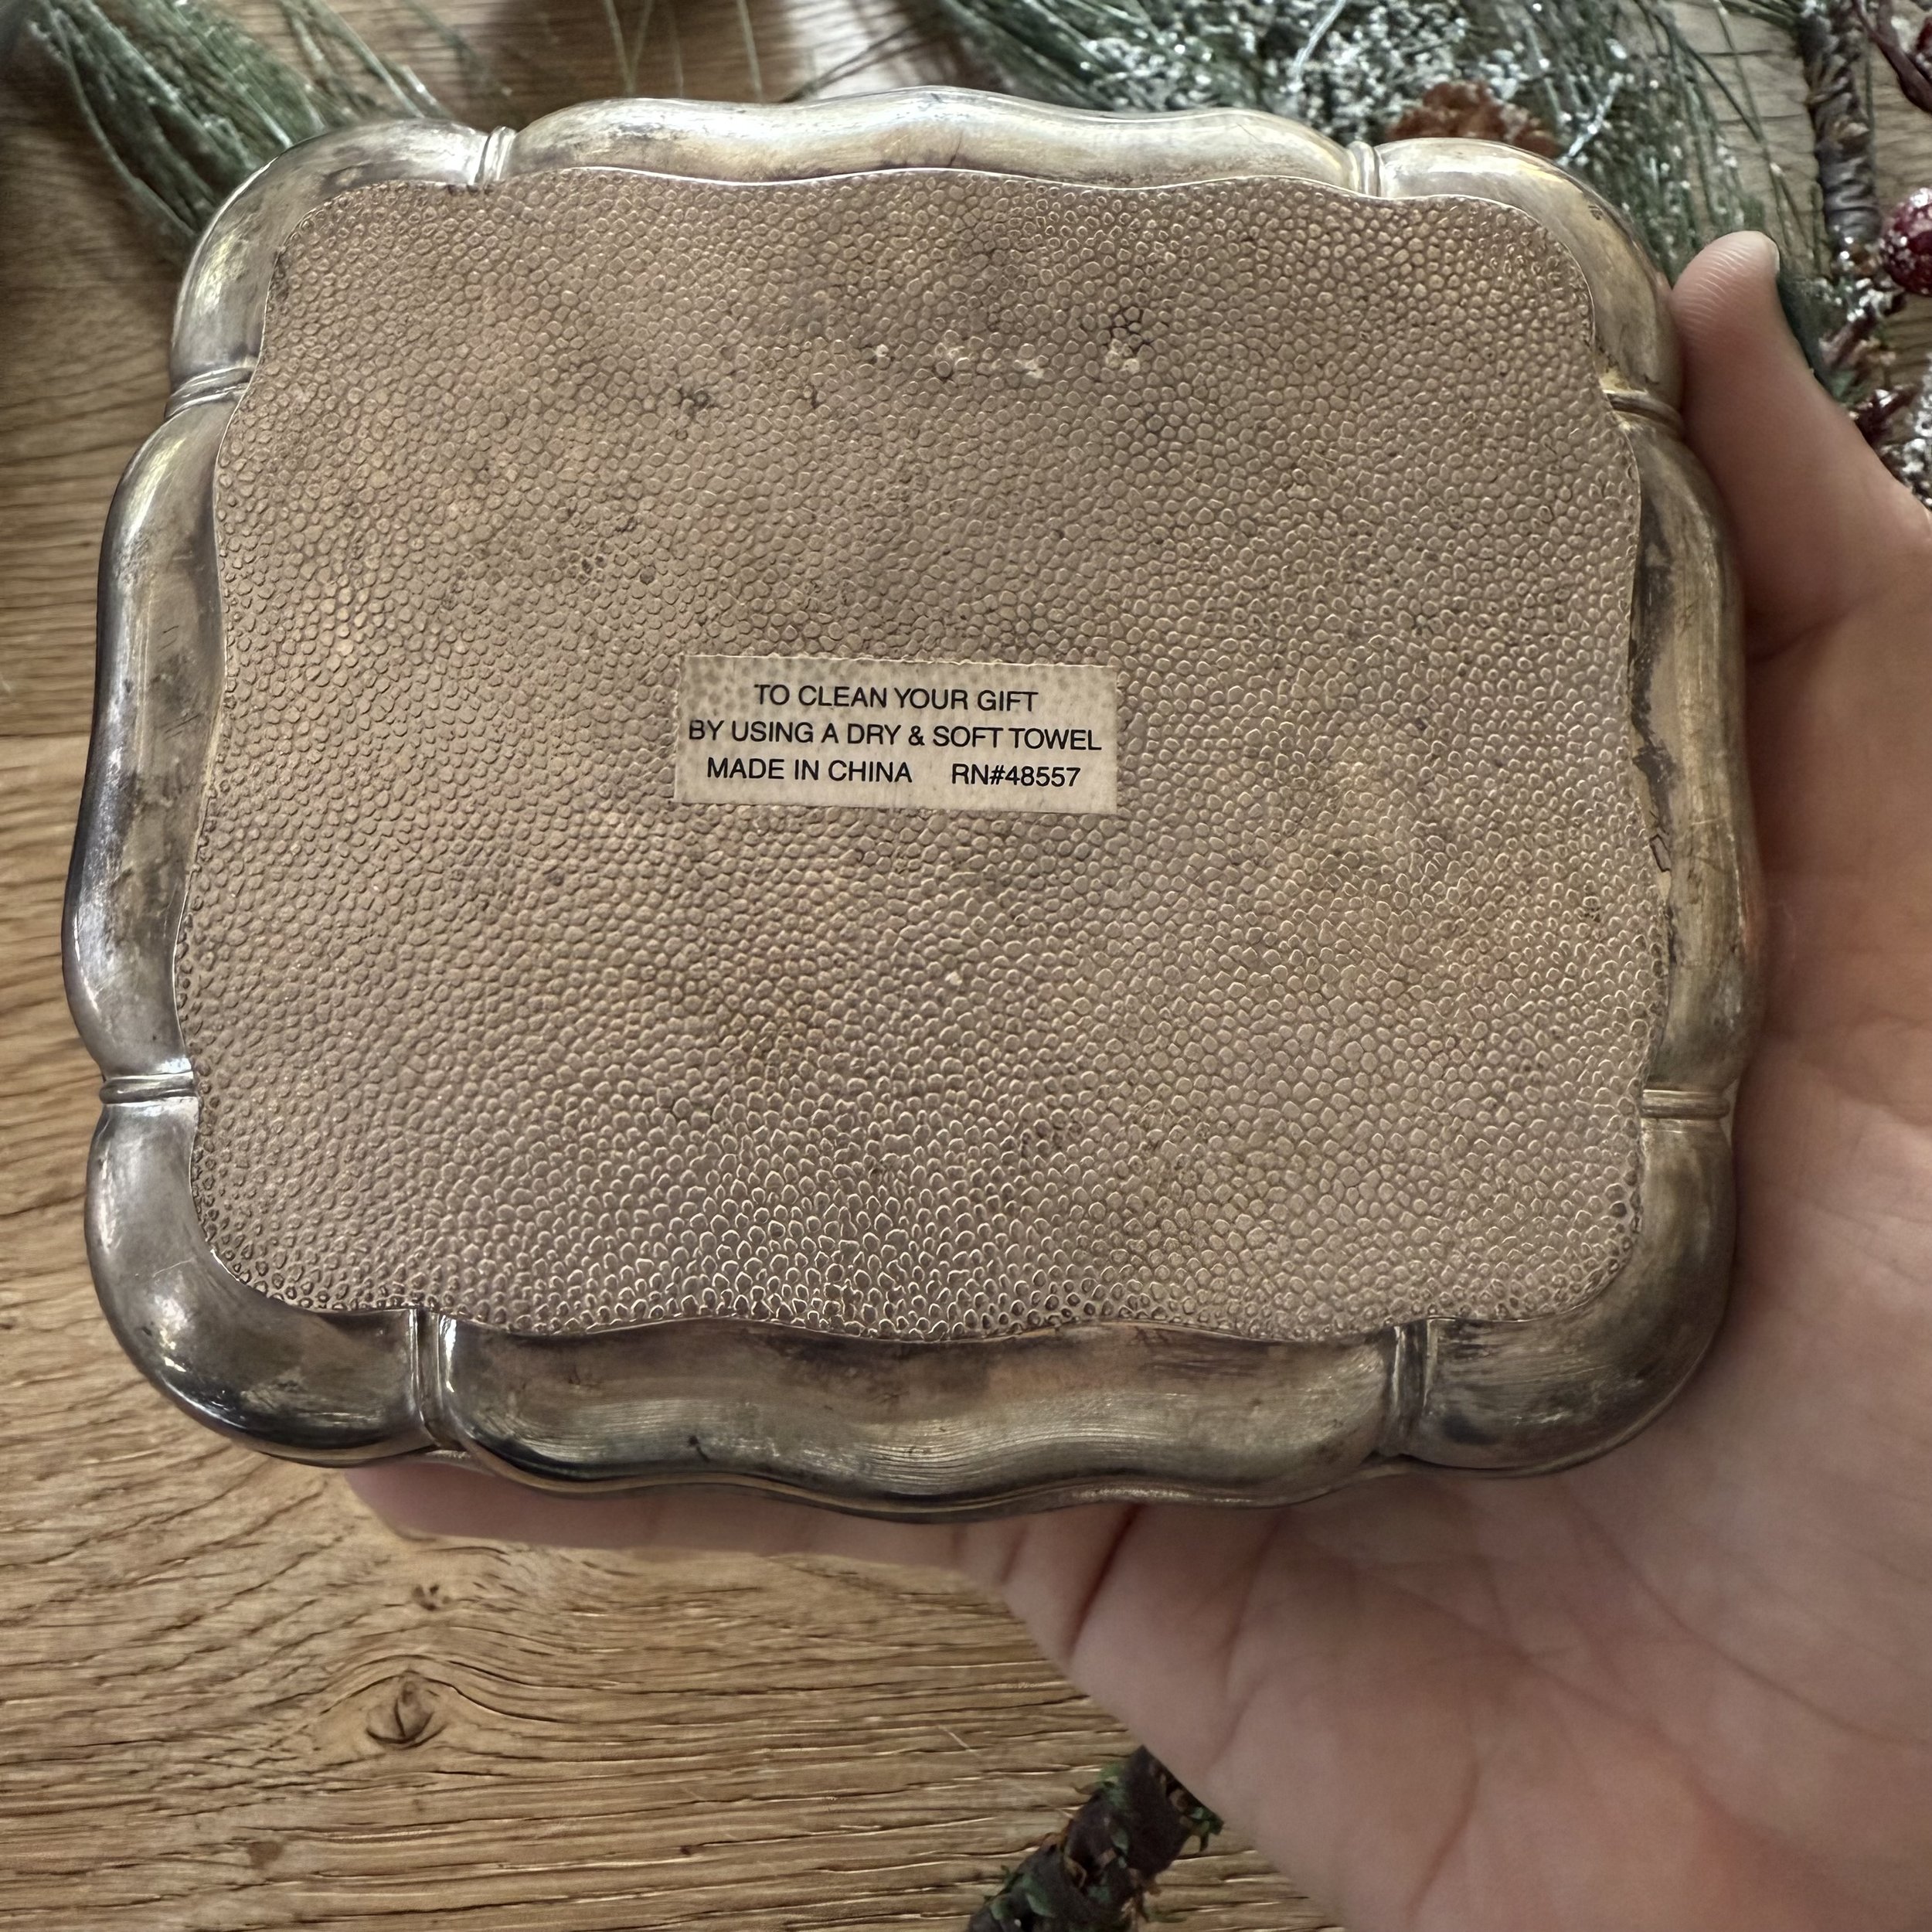 TO CLEAN YOUR GIFT
BY USING A DRY & SOFT TOWEL
MADE IN CHINA RN#48557